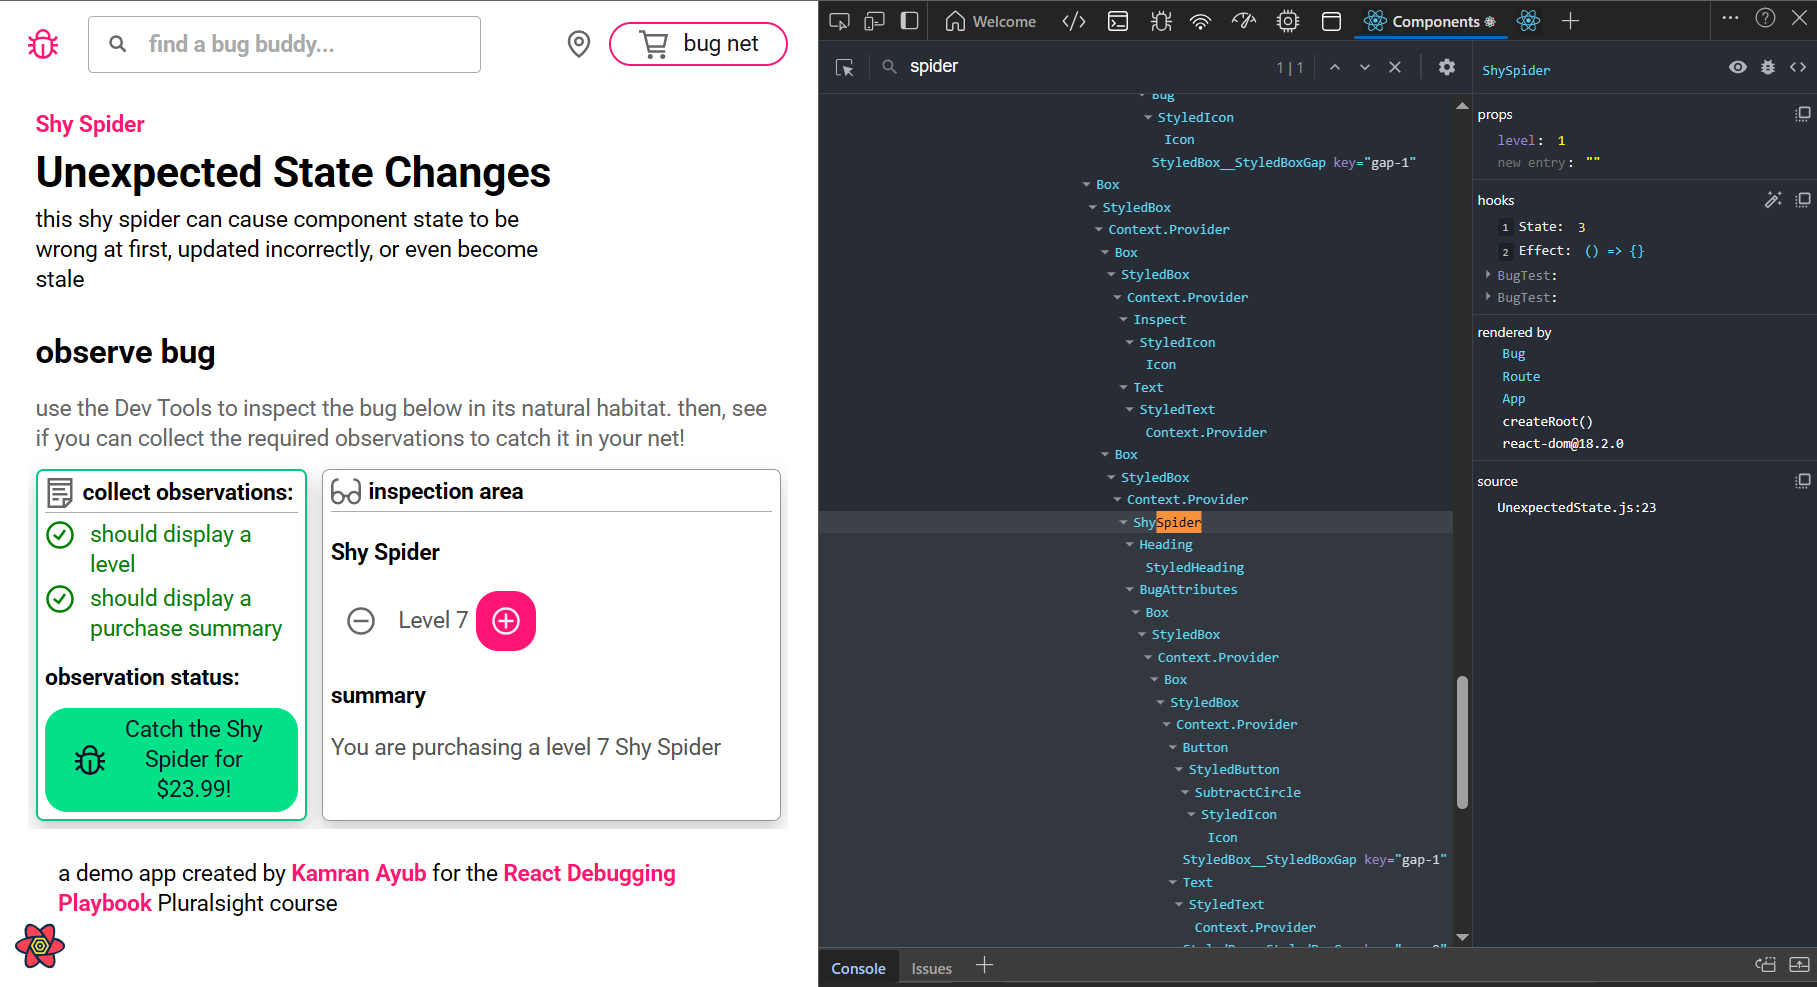 find a bug buddy...
bug net
Shy Spider
Unexpected State Changes
this shy spider can cause component state to be
wrong at first, updated incorrectly, or even become
stale
observe bug
use the Dev Tools to inspect the bug below in its natural habitat. then, see
if you can collect the required observations to catch it in your net!
collect observations:
should display a
level
should display a
purchase summary
observation status:
Catch the Shy
Spider for
$23.99!
inspection area
Shy Spider
Level 7
summary
You are purchasing a level 7 Shy Spider
a demo app created by Kamran Ayub for the React Debugging
Playbook Pluralsight course
Welcome
Components
spider
1 | 1
Bug
StyledIcon
Icon
StyledBox__StyledBoxGap key="gap-1"
Box
StyledBox
Context.Provider
Box
StyledBox
Context.Provider
Inspect
StyledIcon
Icon
Text
StyledText
Context.Provider
Box
StyledBox
Context.Provider
ShySpider
Heading
StyledHeading
BugAttributes
Box
StyledBox
Context.Provider
Box
StyledBox
Context.Provider
Button
StyledButton
SubtractCircle
StyledIcon
Icon
StyledBox__StyledBoxGap key="gap-1"
Text
StyledText
Context.Provider
ShySpider
props
level: 1
new entry: ""
hooks
1 State: 3
2 Effect: () => {}
BugTest:
BugTest:
rendered by
Bug
Route
App
createRoot()
react-dom@18.2.0
source
UnexpectedState.js:23
Console
Issues